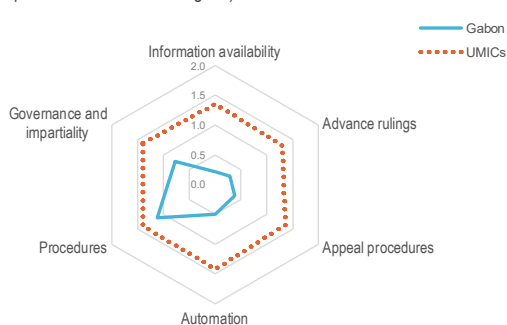 Gabon
UMICs
Information availability
2.0
1.5
1.0
0.5
0.0
Governance and
impartiality
Advance rulings
Procedures
Appeal procedures
Automation